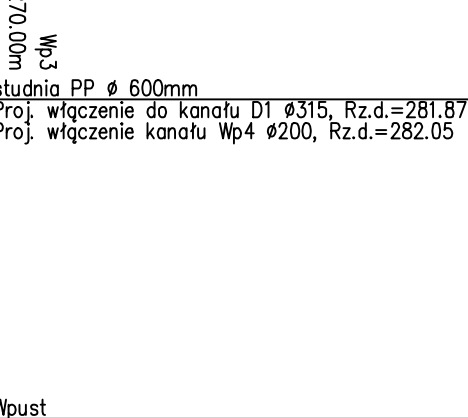 70.00m
Wp3
studnia PP ø 600mm
Proj. włączenie do kanału D1 ø315, Rz.d.=281.87
Proj. włączenie kanału Wp4 ø200, Rz.d.=282.05
Wpust